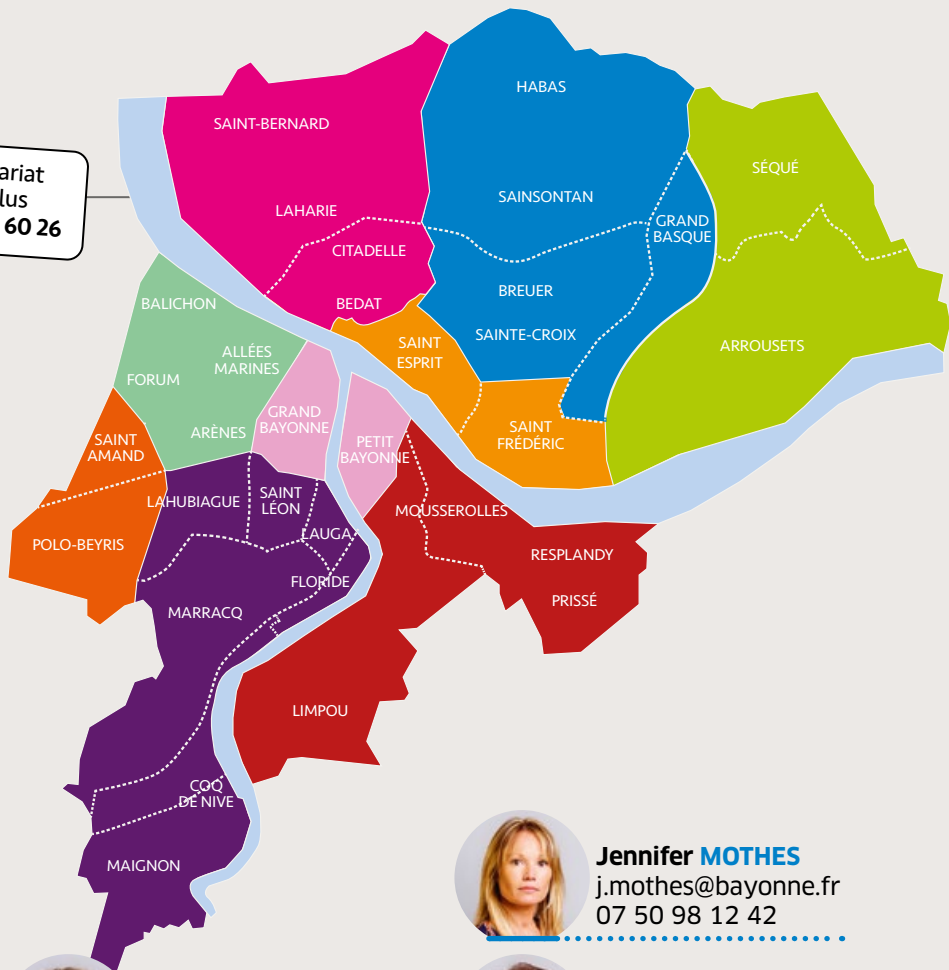 HABAS
SAINT-BERNARD
SÉQUÉ
ariat
lus
60 26
SAINSONTAN
LAHARIE
GRAND
BASQUE
CITADELLE
BREUER
BALICHON
BEDAT
SAINTE-CROIX
SAINT
ESPRIT
ARROUSETS
ALLÉES
MARINES
FORUM
GRAND
BAYONNE
ARÈNES
SAINT
AMAND
PETIT
BAYONNE
SAINT
FRÉDÉRIC
LAHUBIAGUE
SAINT
LÉON
MOUSSEROLLES
LAUGA
POLO-BEYRIS
RESPLANDY
FLORIDE
PRISSÉ
MARRACQ
LIMPOU
COQ
DE NIVE
MAIGNON
Jennifer MOTHES
j.mothes@bayonne.fr
07 50 98 12 42